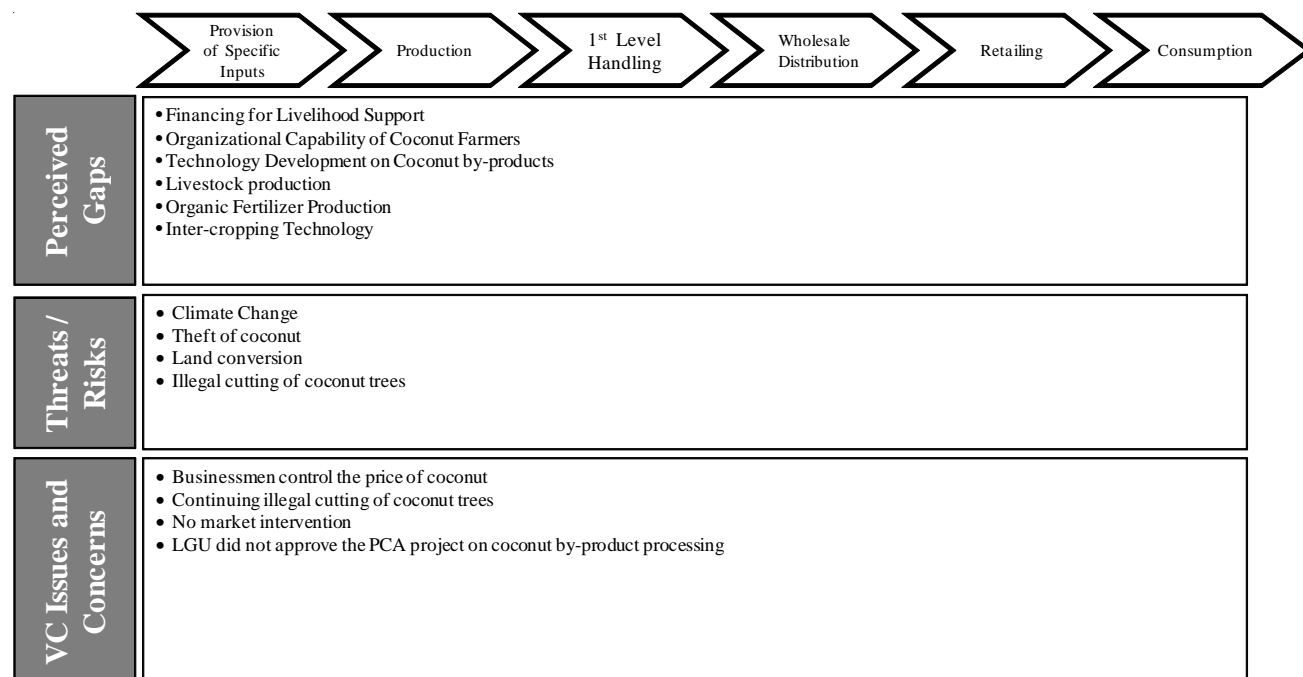 Provision
of Specific
Inputs
Production
1st Level
Handling
Wholesale
Distribution
Retailing
Consumption
Perceived
Gaps
• Financing for Livelihood Support
• Organizational Capability of Coconut Farmers
• Technology Development on Coconut by-products
• Livestock production
• Organic Fertilizer Production
• Inter-cropping Technology
Threats /
Risks
• Climate Change
• Theft of coconut
• Land conversion
• Illegal cutting of coconut trees
VC Issues and
Concerns
• Businessmen control the price of coconut
• Continuing illegal cutting of coconut trees
• No market intervention
• LGU did not approve the PCA project on coconut by-product processing